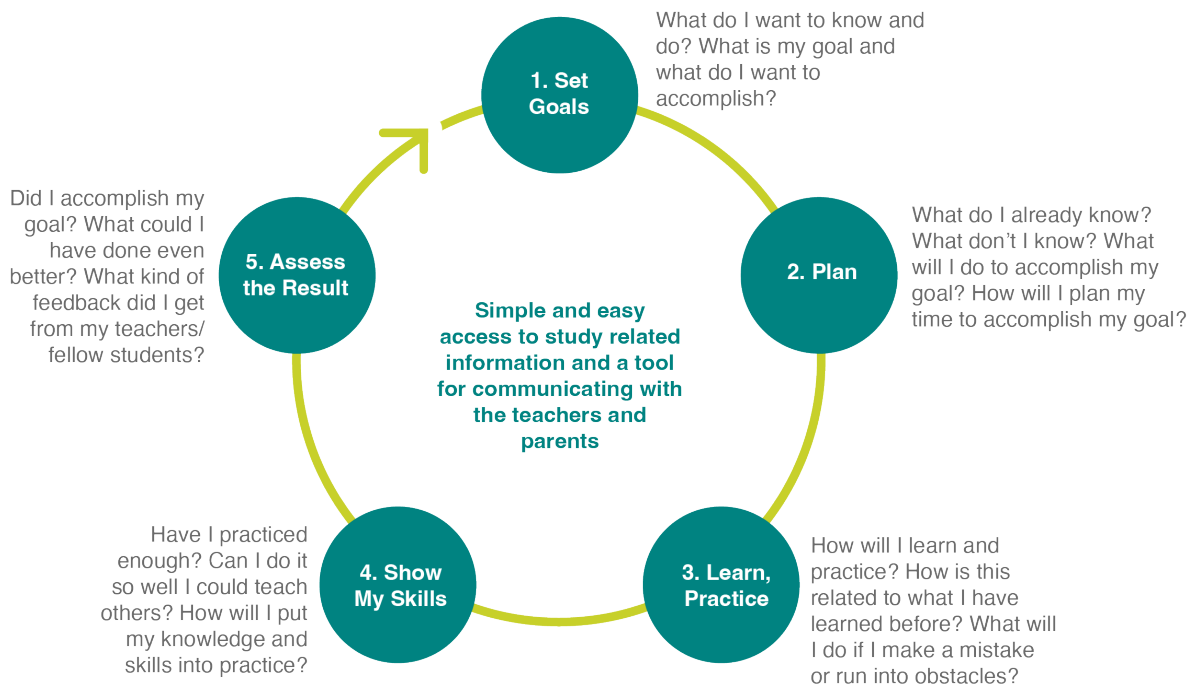 1. Set
Goals
What do I want to know and
do? What is my goal and
what do I want to
accomplish?
2. Plan
What do I already know?
What don’t I know? What
will I do to accomplish my
goal? How will I plan my
time to accomplish my goal?
3. Learn,
Practice
How will I learn and
practice? How is this
related to what I have
learned before? What will
I do if I make a mistake
or run into obstacles?
4. Show
My Skills
Have I practiced
enough? Can I do it
so well I could teach
others? How will I put
my knowledge and
skills into practice?
5. Assess
the Result
Did I accomplish my
goal? What could I
have done even
better? What kind of
feedback did I get
from my teachers/
fellow students?
Simple and easy
access to study related
information and a tool
for communicating with
the teachers and
parents